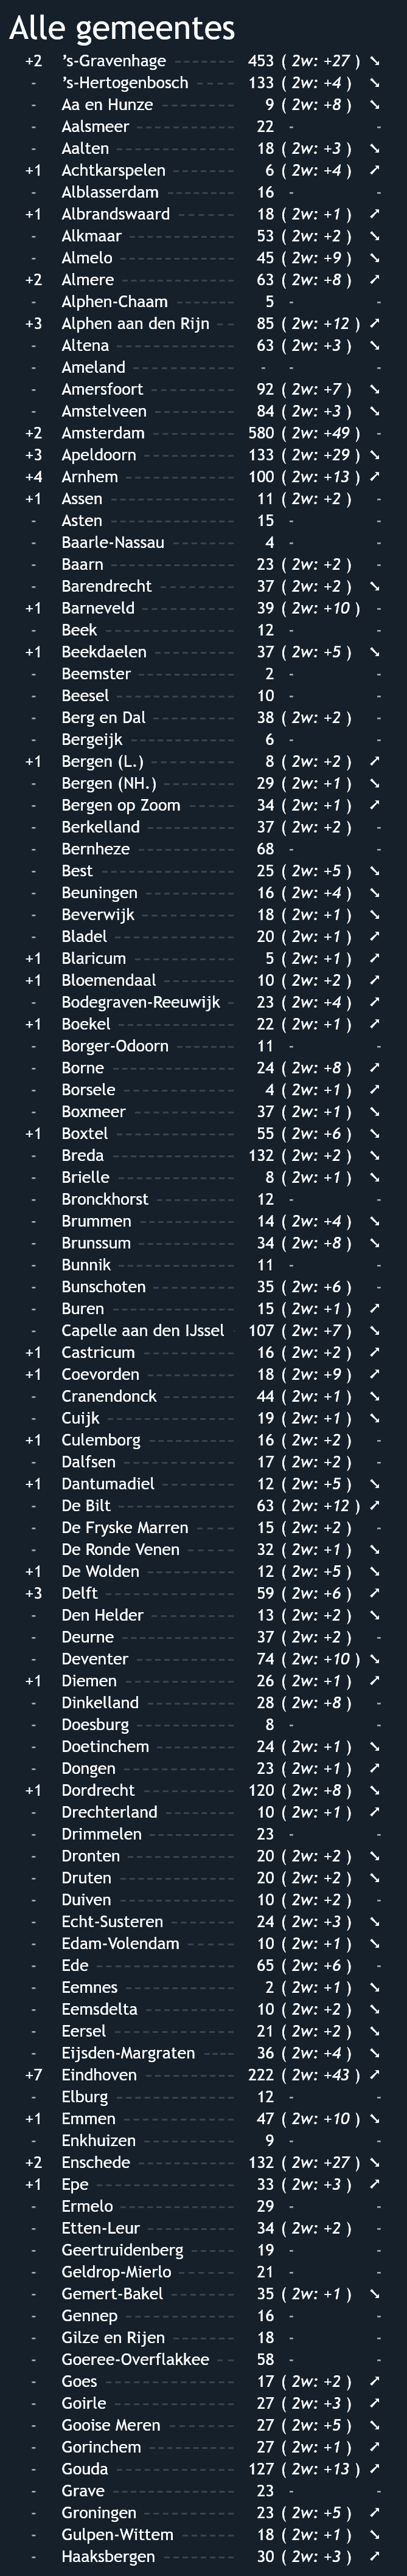 Alle gemeentes
+2 ’s-Gravenhage 453 ( 2w: +27 ) ➘
- ’s-Hertogenbosch 133 ( 2w: +4 ) ➘
- Aa en Hunze 9 ( 2w: +8 ) ➘
- Aalsmeer 22 - -
- Aalten 18 ( 2w: +3 ) ➘
+1 Achtkarspelen 6 ( 2w: +4 ) ➚
- Alblasserdam 16 - -
+1 Albrandswaard 18 ( 2w: +1 ) ➚
- Alkmaar 53 ( 2w: +2 ) ➘
- Almelo 45 ( 2w: +9 ) ➘
+2 Almere 63 ( 2w: +8 ) ➚
- Alphen-Chaam 5 - -
+3 Alphen aan den Rijn 85 ( 2w: +12 ) ➚
- Altena 63 ( 2w: +3 ) ➘
- Ameland - - -
- Amersfoort 92 ( 2w: +7 ) ➘
- Amstelveen 84 ( 2w: +3 ) ➘
+2 Amsterdam 580 ( 2w: +49 ) -
+3 Apeldoorn 133 ( 2w: +29 ) ➘
+4 Arnhem 100 ( 2w: +13 ) ➚
+1 Assen 11 ( 2w: +2 ) -
- Asten 15 - -
- Baarle-Nassau 4 - -
- Baarn 23 ( 2w: +2 ) -
- Barendrecht 37 ( 2w: +2 ) ➘
+1 Barneveld 39 ( 2w: +10 ) -
- Beek 12 - -
+1 Beekdaelen 37 ( 2w: +5 ) ➘
- Beemster 2 - -
- Beesel 10 - -
- Berg en Dal 38 ( 2w: +2 ) -
- Bergeijk 6 - -
+1 Bergen (L.) 8 ( 2w: +2 ) ➚
- Bergen (NH.) 29 ( 2w: +1 ) ➘
- Bergen op Zoom 34 ( 2w: +1 ) ➚
- Berkelland 37 ( 2w: +2 ) -
- Bernheze 68 - -
- Best 25 ( 2w: +5 ) ➘
- Beuningen 16 ( 2w: +4 ) ➘
- Beverwijk 18 ( 2w: +1 ) ➘
- Bladel 20 ( 2w: +1 ) ➚
+1 Blaricum 5 ( 2w: +1 ) ➚
+1 Bloemendaal 10 ( 2w: +2 ) ➚
- Bodegraven-Reeuwijk 23 ( 2w: +4 ) ➚
+1 Boekel 22 ( 2w: +1 ) ➚
- Borger-Odoorn 11 - -
- Borne 24 ( 2w: +8 ) ➚
- Borsele 4 ( 2w: +1 ) ➚
- Boxmeer 37 ( 2w: +1 ) ➘
+1 Boxtel 55 ( 2w: +6 ) ➘
- Breda 132 ( 2w: +2 ) ➘
- Brielle 8 ( 2w: +1 ) ➘
- Bronckhorst 12 - -
- Brummen 14 ( 2w: +4 ) ➘
- Brunssum 34 ( 2w: +8 ) ➘
- Bunnik 11 - -
- Bunschoten 35 ( 2w: +6 ) -
- Buren 15 ( 2w: +1 ) ➚
- Capelle aan den IJssel 107 ( 2w: +7 ) ➘
+1 Castricum 16 ( 2w: +2 ) ➚
+1 Coevorden 18 ( 2w: +9 ) ➚
- Cranendonck 44 ( 2w: +1 ) ➘
- Cuijk 19 ( 2w: +1 ) ➘
+1 Culemborg 16 ( 2w: +2 ) -
- Dalfsen 17 ( 2w: +2 ) -
+1 Dantumadiel 12 ( 2w: +5 ) ➘
- De Bilt 63 ( 2w: +12 ) ➚
- De Fryske Marren 15 ( 2w: +2 ) -
- De Ronde Venen 32 ( 2w: +1 ) ➘
+1 De Wolden 12 ( 2w: +5 ) ➘
+3 Delft 59 ( 2w: +6 ) ➚
- Den Helder 13 ( 2w: +2 ) ➘
- Deurne 37 ( 2w: +2 ) -
- Deventer 74 ( 2w: +10 ) ➘
+1 Diemen 26 ( 2w: +1 ) ➚
- Dinkelland 28 ( 2w: +8 ) -
- Doesburg 8 - -
- Doetinchem 24 ( 2w: +1 ) ➘
- Dongen 23 ( 2w: +1 ) ➚
+1 Dordrecht 120 ( 2w: +8 ) ➘
- Drechterland 10 ( 2w: +1 ) ➚
- Drimmelen 23 - -
- Dronten 20 ( 2w: +2 ) ➘
- Druten 20 ( 2w: +2 ) ➘
- Duiven 10 ( 2w: +2 ) -
- Echt-Susteren 24 ( 2w: +3 ) ➘
- Edam-Volendam 10 ( 2w: +1 ) ➘
- Ede 65 ( 2w: +6 ) -
- Eemnes 2 ( 2w: +1 ) ➘
- Eemsdelta 10 ( 2w: +2 ) ➘
- Eersel 21 ( 2w: +2 ) ➘
- Eijsden-Margraten 36 ( 2w: +4 ) ➘
+7 Eindhoven 222 ( 2w: +43 ) ➚
- Elburg 12 - -
+1 Emmen 47 ( 2w: +10 ) ➘
- Enkhuizen 9 - -
+2 Enschede 132 ( 2w: +27 ) ➘
+1 Epe 33 ( 2w: +3 ) ➚
- Ermelo 29 - -
- Etten-Leur 34 ( 2w: +2 ) -
- Geertruidenberg 19 - -
- Geldrop-Mierlo 21 - -
- Gemert-Bakel 35 ( 2w: +1 ) ➘
- Gennep 16 - -
- Gilze en Rijen 18 - -
- Goeree-Overflakkee 58 - -
- Goes 17 ( 2w: +2 ) ➚
- Goirle 27 ( 2w: +3 ) ➚
- Gooise Meren 27 ( 2w: +5 ) ➘
- Gorinchem 27 ( 2w: +1 ) ➚
- Gouda 127 ( 2w: +13 ) ➚
- Grave 23 - -
- Groningen 23 ( 2w: +5 ) ➚
- Gulpen-Wittem 18 ( 2w: +1 ) ➘
- Haaksbergen 30 ( 2w: +3 ) ➚